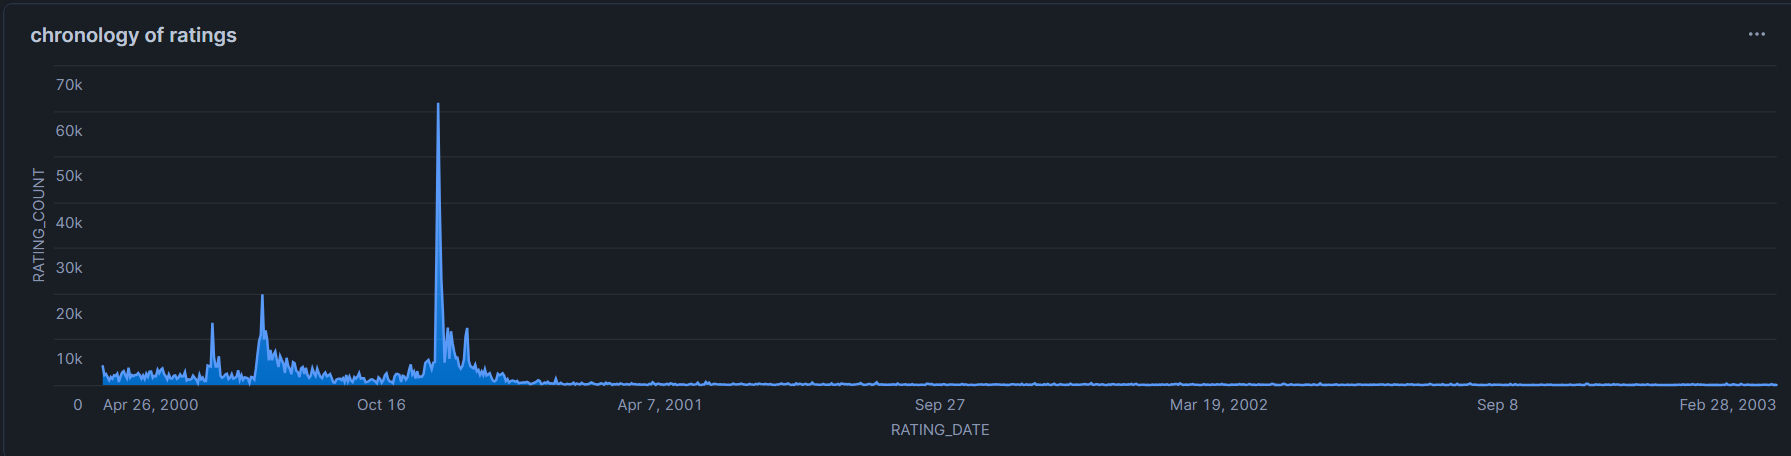 chronology of ratings
70k
60k
50k
40k
30k
20k
10k
0
RATING_COUNT
Apr 26, 2000
Oct 16
Apr 7, 2001
Sep 27
Mar 19, 2002
Sep 8
Feb 28, 2003
RATING_DATE